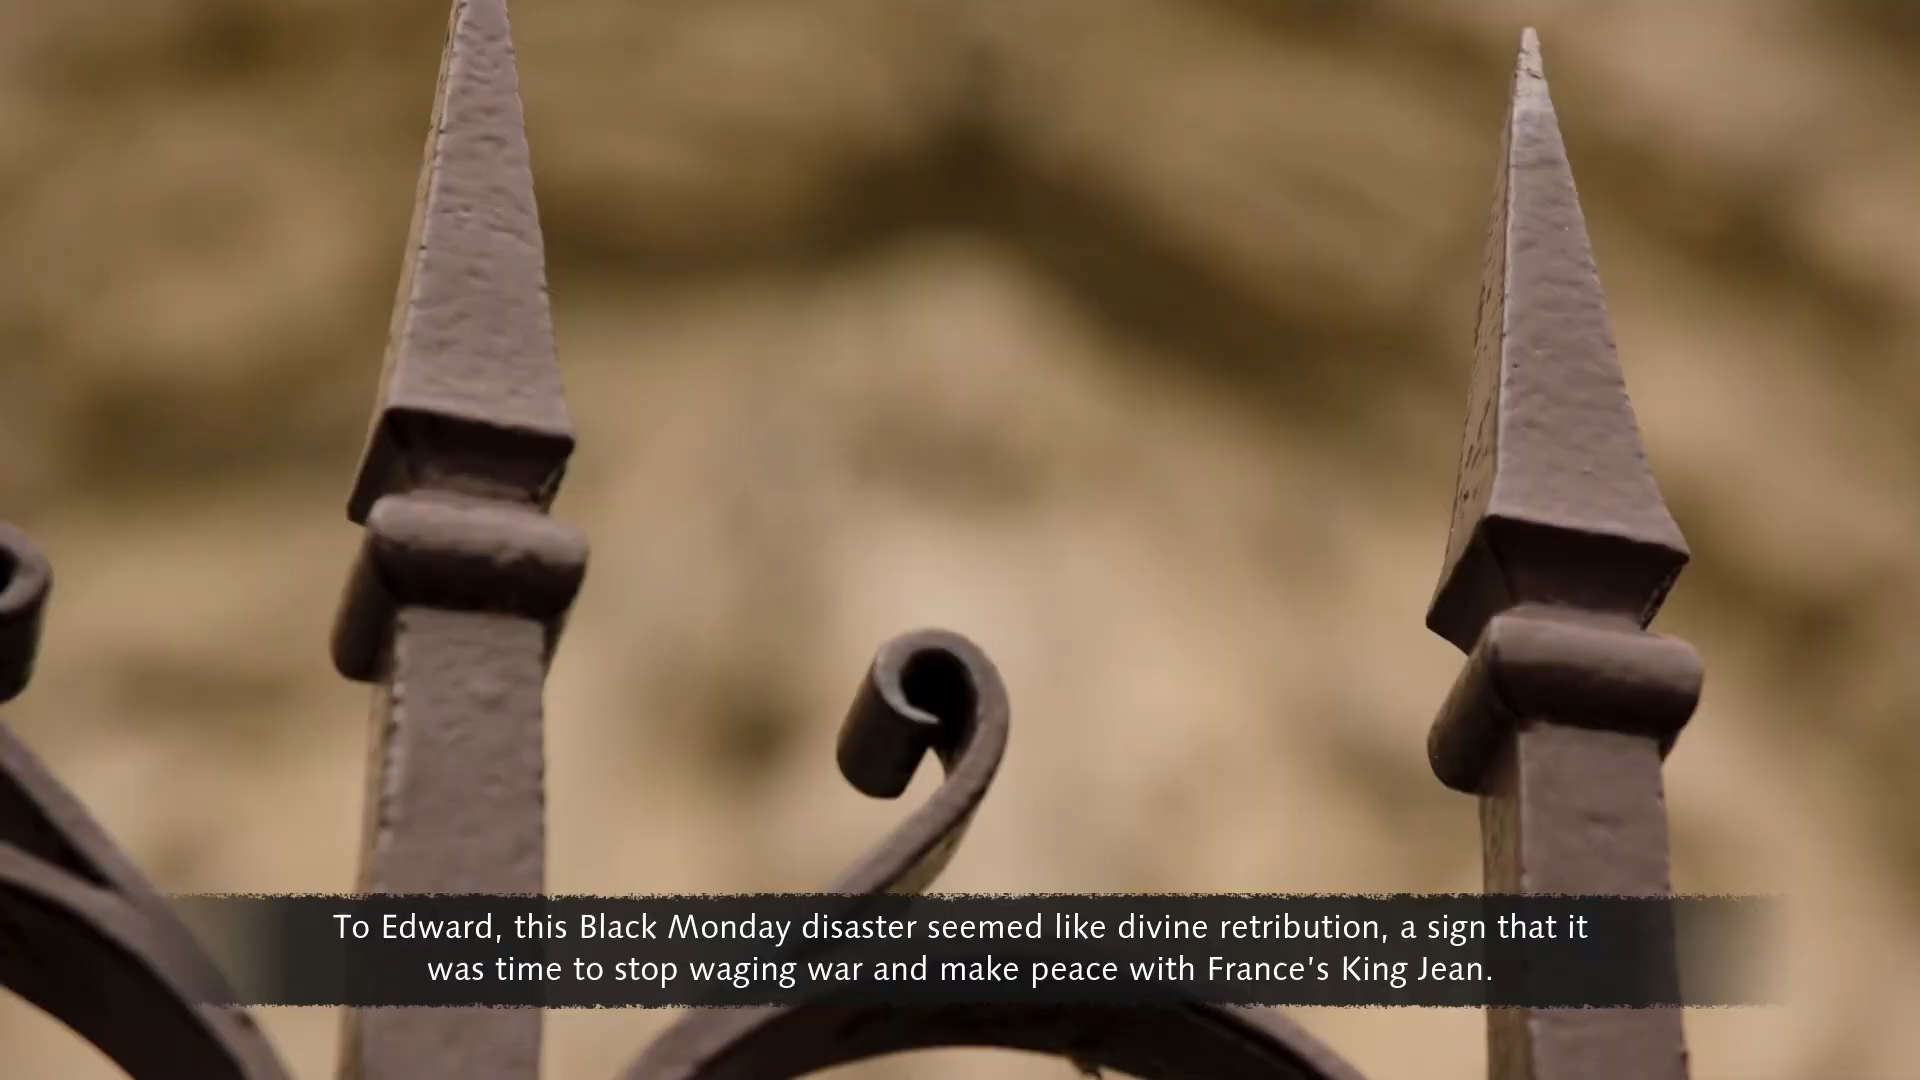 To Edward, this Black Monday disaster seemed like divine retribution, a sign that it
was time to stop waging war and make peace with France’s King Jean.